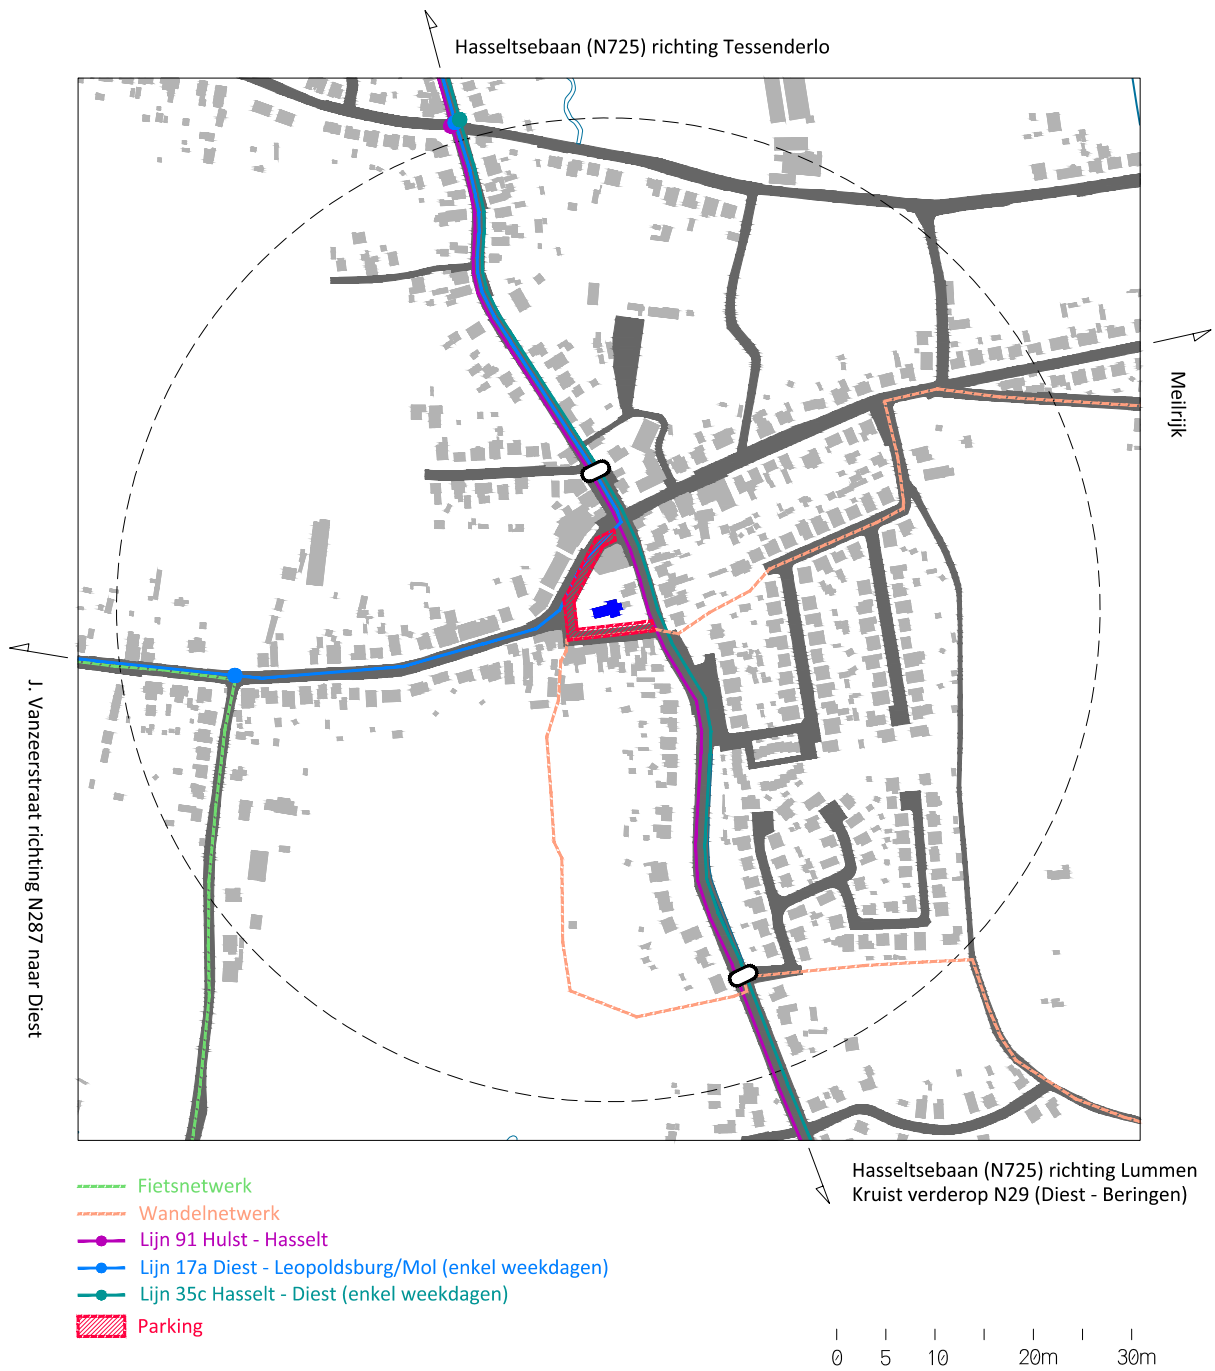 Hasseltsebaan (N725) richting Tessenderlo
Meilrijk
J. Vanzeerstraat richting N287 naar Diest
Hasseltsebaan (N725) richting Lummen
Kruist verderop N29 (Diest - Beringen)
Fietsnetwerk
Wandelnetwerk
Lijn 91 Hulst - Hasselt
Lijn 17a Diest - Leopoldsburg/Mol (enkel weekdagen)
Lijn 35c Hasselt - Diest (enkel weekdagen)
Parking
0 5 10 20m 30m